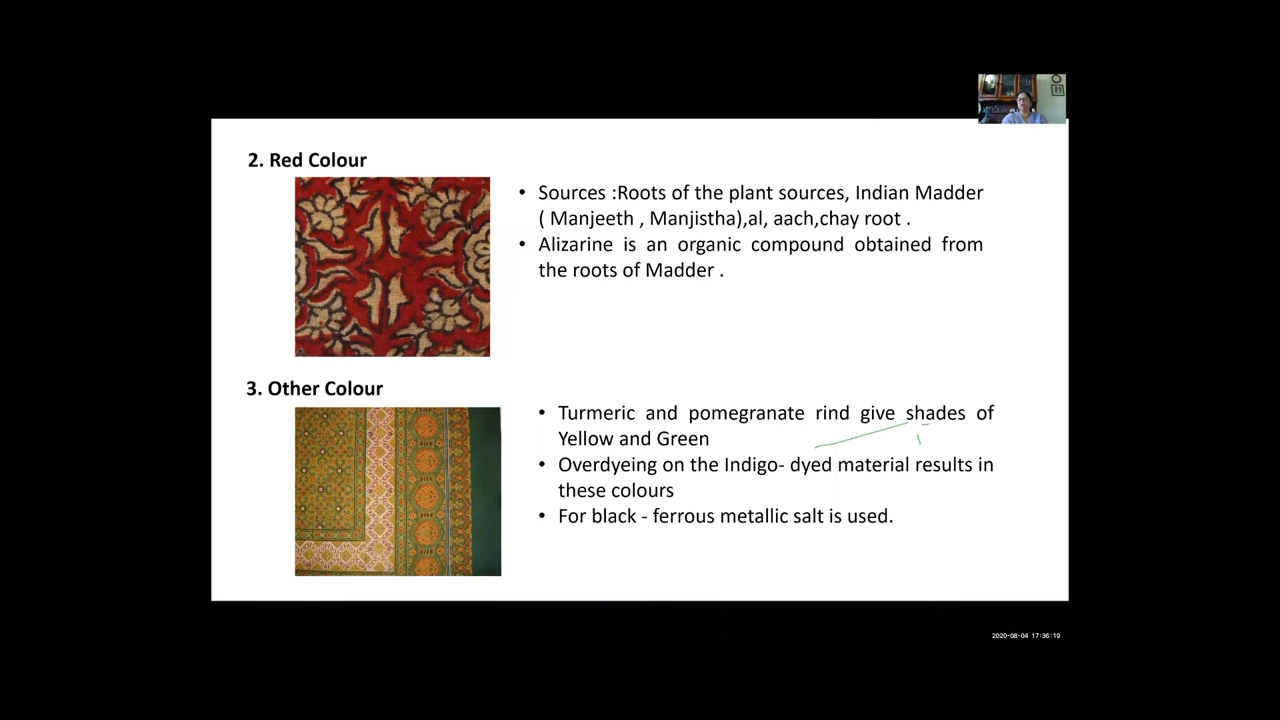 2. Red Colour
• Sources :Roots of the plant sources, Indian Madder
( Manjeeth , Manjistha),al, aach,chay root .
• Alizarine is an organic compound obtained from
the roots of Madder .
3. Other Colour
• Turmeric and pomegranate rind give shades of
Yellow and Green
• Overdyeing on the Indigo- dyed material results in
these colours
• For black - ferrous metallic salt is used.
2020-08-04 17:36:19